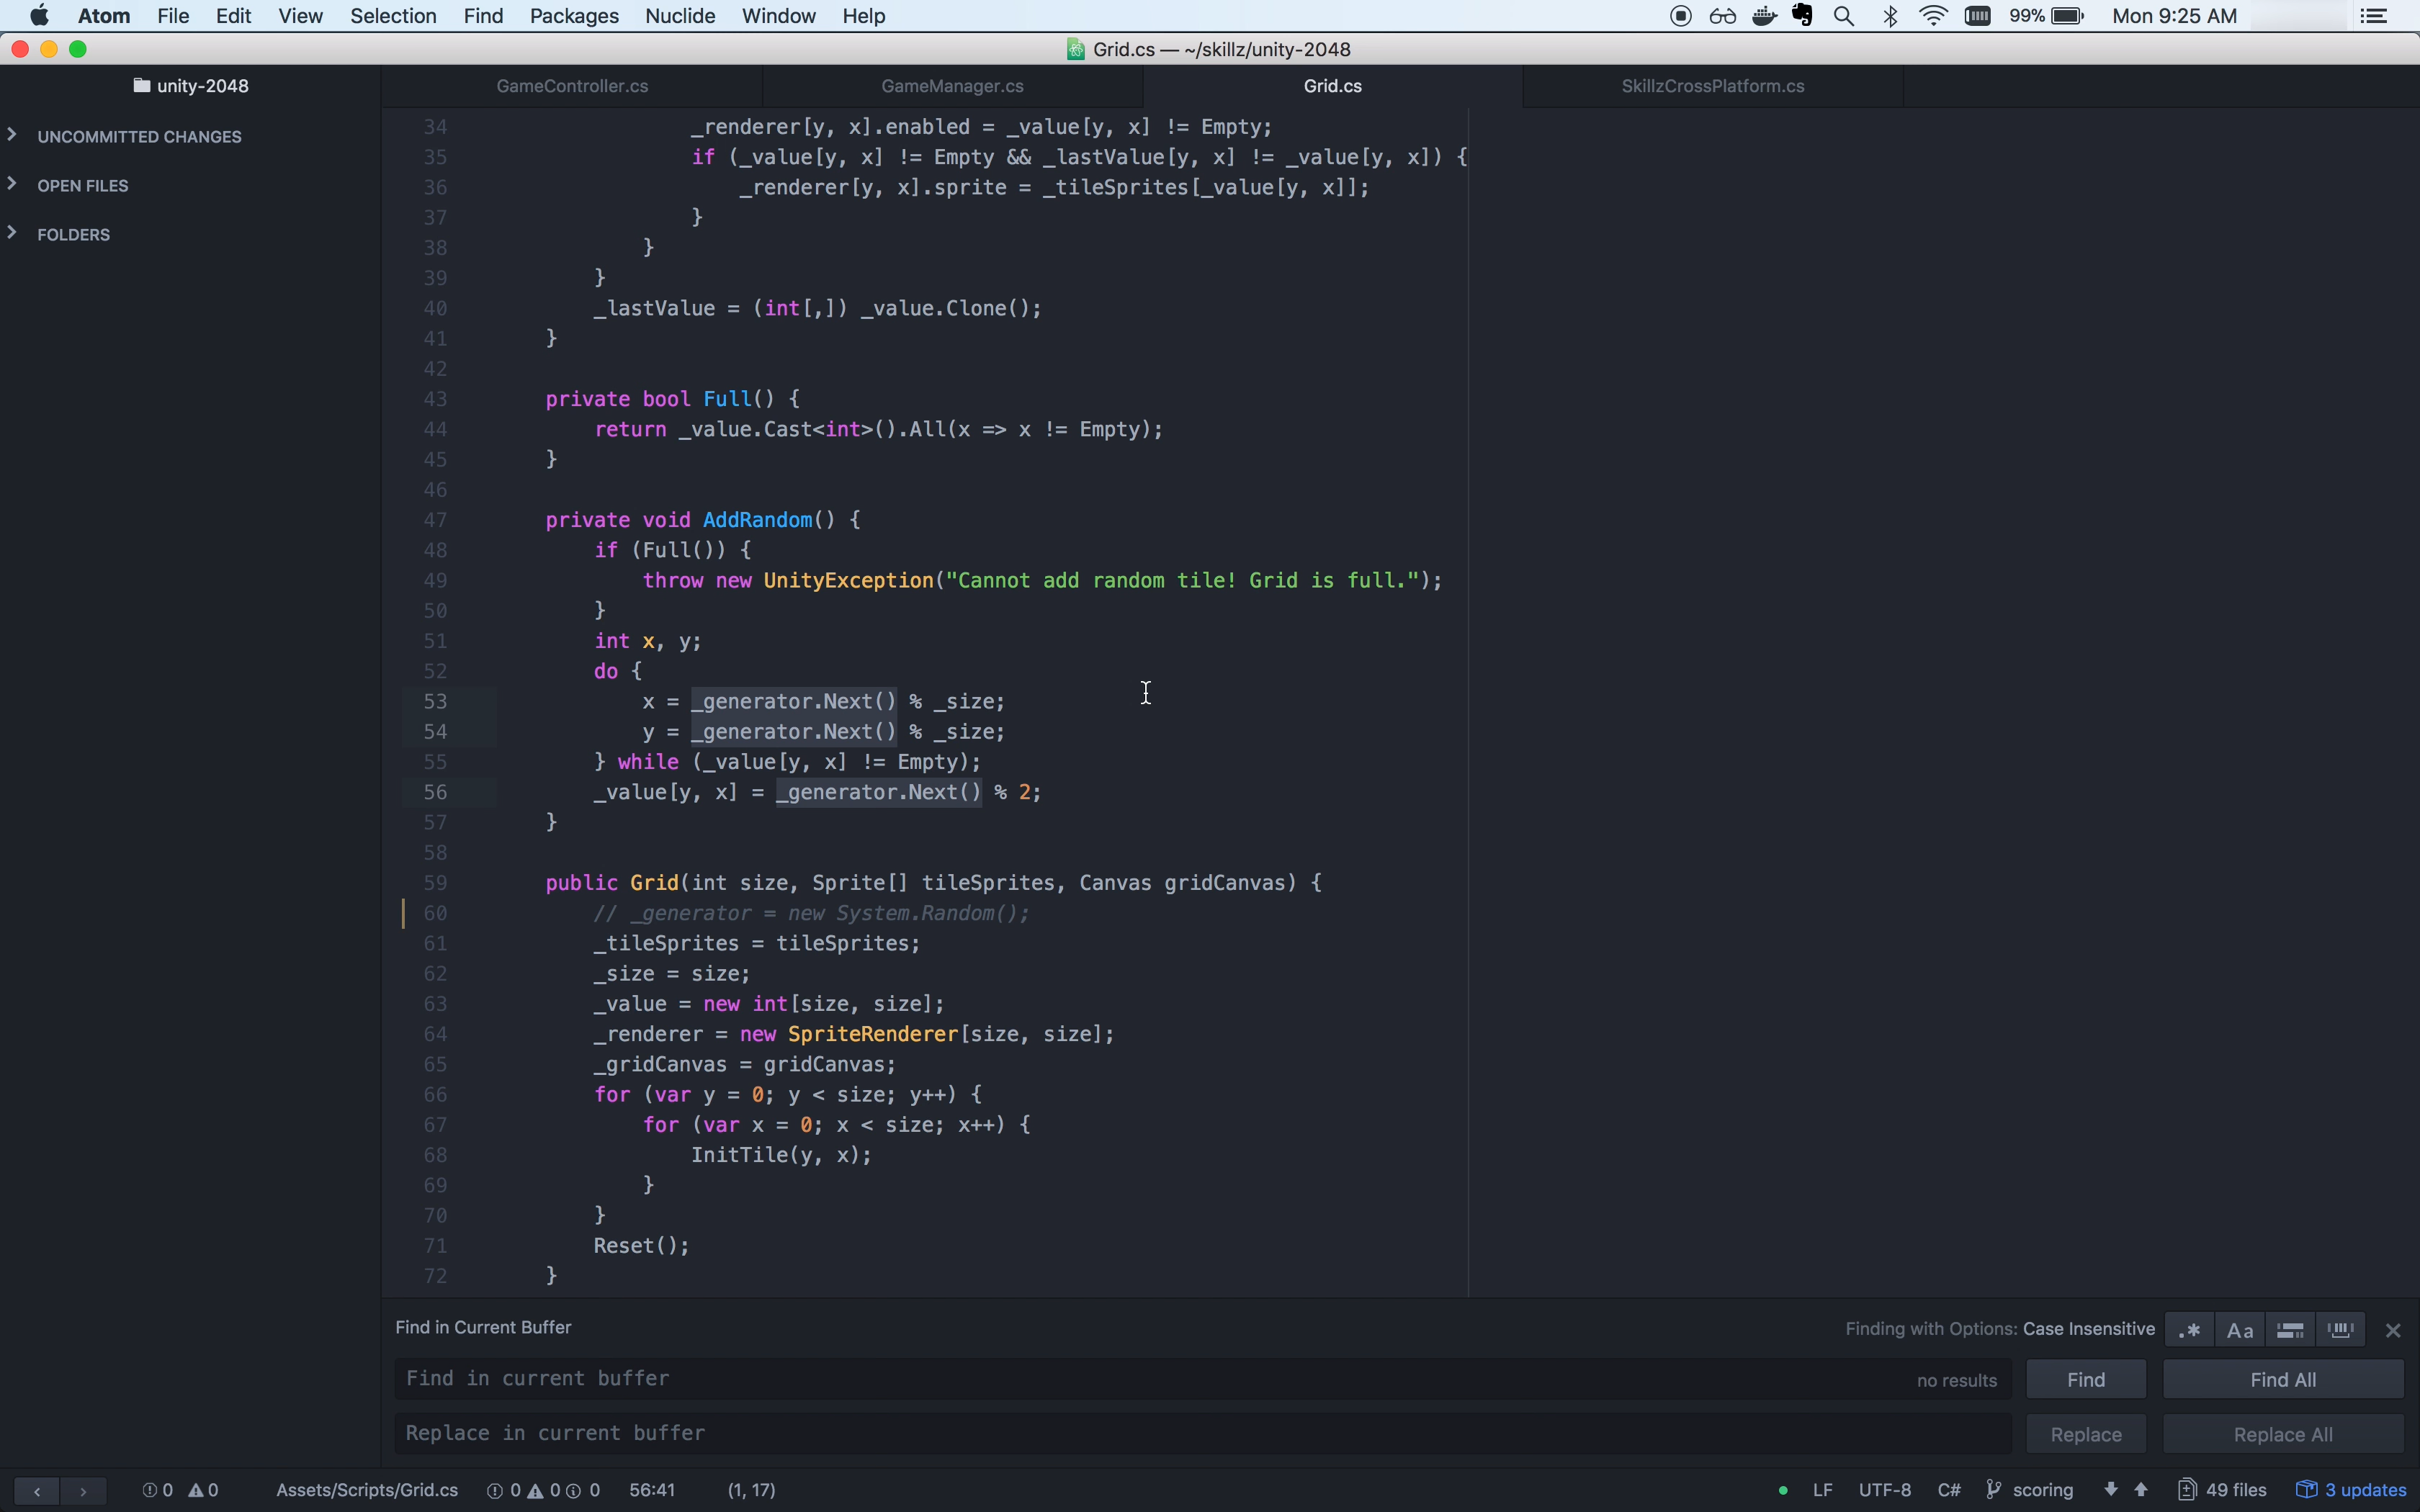 Atom File Edit View Selection Find Packages Nuclide Window Help 99% Mon 9:25 AM
Grid.cs — ~/skillz/unity-2048
unity-2048 GameController.cs GameManager.cs Grid.cs SkillzCrossPlatform.cs
UNCOMMITTED CHANGES
OPEN FILES
FOLDERS
34 _renderer[y, x].enabled = _value[y, x] != Empty;
35 if (_value[y, x] != Empty && _lastValue[y, x] != _value[y, x]) {
36 _renderer[y, x].sprite = _tileSprites[_value[y, x]];
37 }
38 }
39 }
40 _lastValue = (int[,]) _value.Clone();
41 }
42
43 private bool Full() {
44 return _value.Cast<int>().All(x => x != Empty);
45 }
46
47 private void AddRandom() {
48 if (Full()) {
49 throw new UnityException("Cannot add random tile! Grid is full.");
50 }
51 int x, y;
52 do {
53 x = _generator.Next() % _size;
54 y = _generator.Next() % _size;
55 } while (_value[y, x] != Empty);
56 _value[y, x] = _generator.Next() % 2;
57 }
58
59 public Grid(int size, Sprite[] tileSprites, Canvas gridCanvas) {
60 // _generator = new System.Random();
61 _tileSprites = tileSprites;
62 _size = size;
63 _value = new int[size, size];
64 _renderer = new SpriteRenderer[size, size];
65 _gridCanvas = gridCanvas;
66 for (var y = 0; y < size; y++) {
67 for (var x = 0; x < size; x++) {
68 InitTile(y, x);
69 }
70 }
71 Reset();
72 }
Find in Current Buffer Finding with Options: Case Insensitive .* Aa
Find in current buffer no results Find Find All
Replace in current buffer Replace Replace All
0 0 Assets/Scripts/Grid.cs 0 0 0 56:41 (1, 17) LF UTF-8 C# scoring 49 files 3 updates